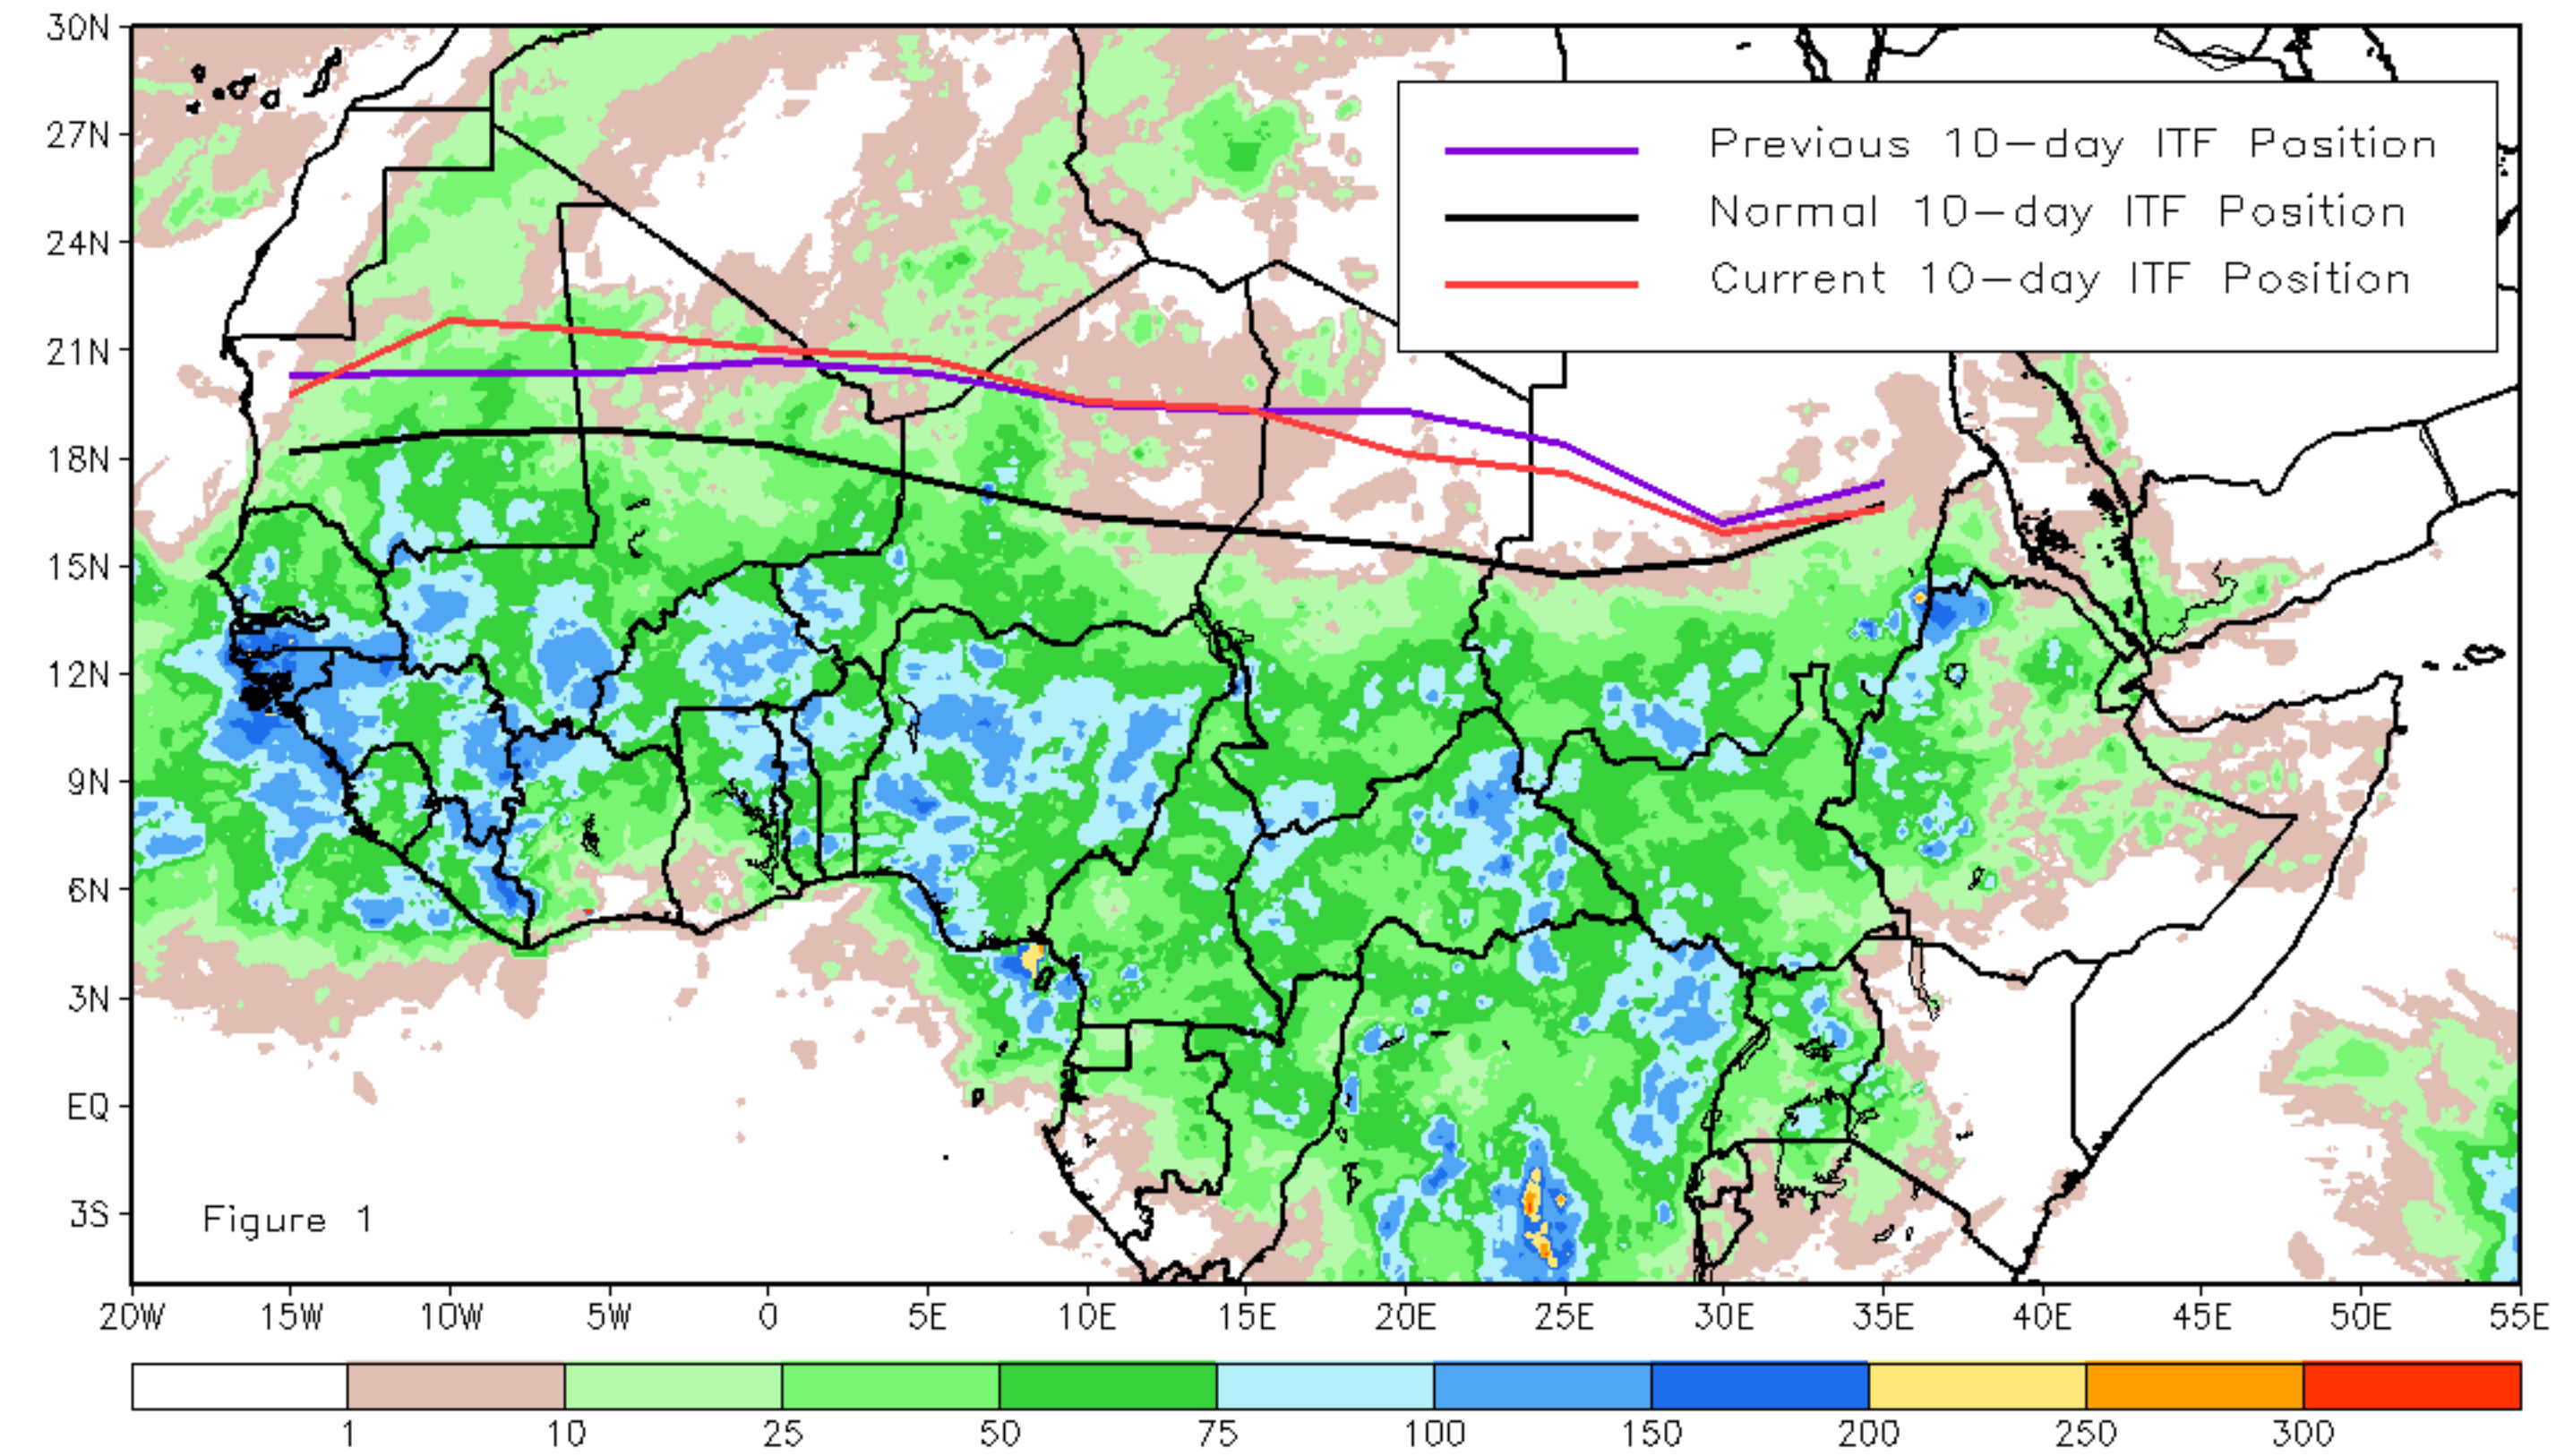 30N
27N
24N
21N
18N
15N
12N
9N
6N
3N
EQ
3S
Previous 10-day ITF Position
Normal 10-day ITF Position
Current 10-day ITF Position
Figure 1
20W 15W 10W 5W 0 5E 10E 15E 20E 25E 30E 35E 40E 45E 50E 55E
1 10 25 50 75 100 150 200 250 300